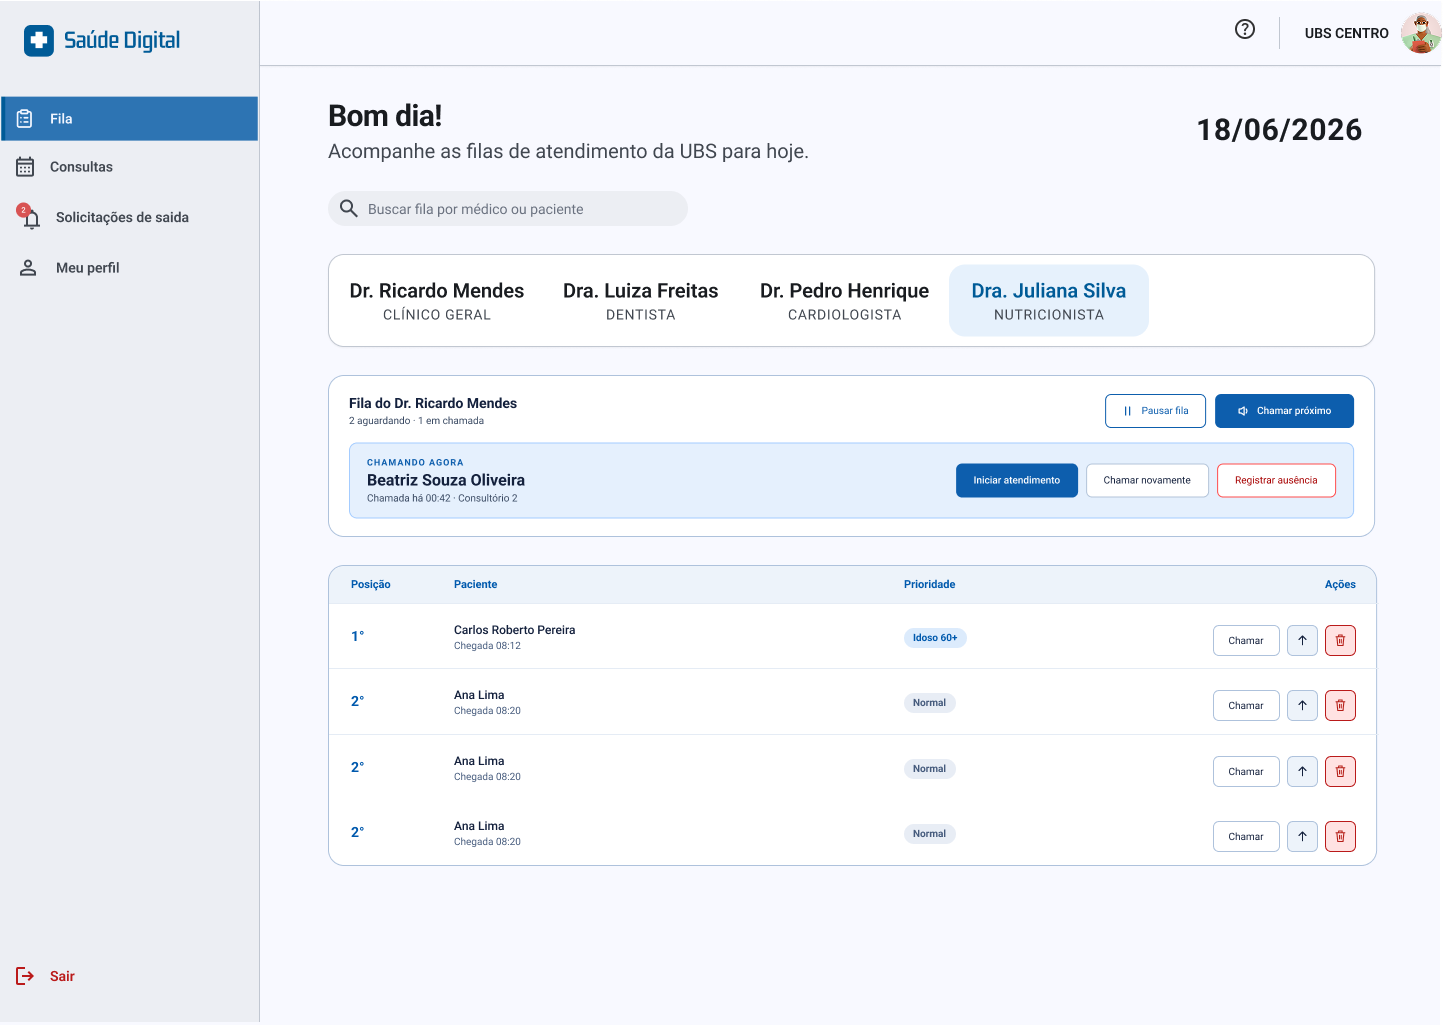 Saúde Digital
UBS CENTRO
Fila
Consultas
2
Solicitações de saida
Meu perfil
Sair
Bom dia!
Acompanhe as filas de atendimento da UBS para hoje.
18/06/2026
Buscar fila por médico ou paciente
Dr. Ricardo Mendes
CLÍNICO GERAL
Dra. Luiza Freitas
DENTISTA
Dr. Pedro Henrique
CARDIOLOGISTA
Dra. Juliana Silva
NUTRICIONISTA
Fila do Dr. Ricardo Mendes
2 aguardando · 1 em chamada
Pausar fila
Chamar próximo
CHAMANDO AGORA
Beatriz Souza Oliveira
Chamada há 00:42 · Consultório 2
Iniciar atendimento
Chamar novamente
Registrar ausência
Posição Paciente Prioridade Ações
1°
Carlos Roberto Pereira
Chegada 08:12
Idoso 60+
Chamar
2°
Ana Lima
Chegada 08:20
Normal
Chamar
2°
Ana Lima
Chegada 08:20
Normal
Chamar
2°
Ana Lima
Chegada 08:20
Normal
Chamar